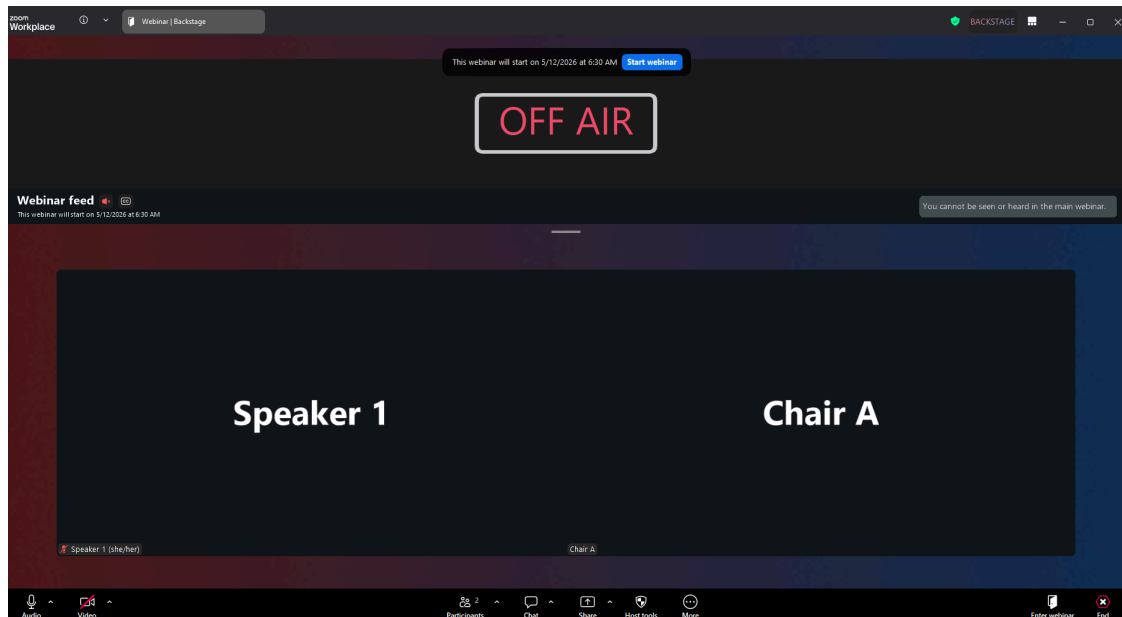 zoom
Workplace
Webinar | Backstage
BACKSTAGE
This webinar will start on 5/12/2026 at 6:30 AM Start webinar
OFF AIR
Webinar feed
CC
This webinar will start on 5/12/2026 at 6:30 AM
You cannot be seen or heard in the main webinar.
Speaker 1
Chair A
Speaker 1 (she/her)
Chair A
2
Audio
Video
Participants
Chat
Share
Host tools
More
Enter webinar
End